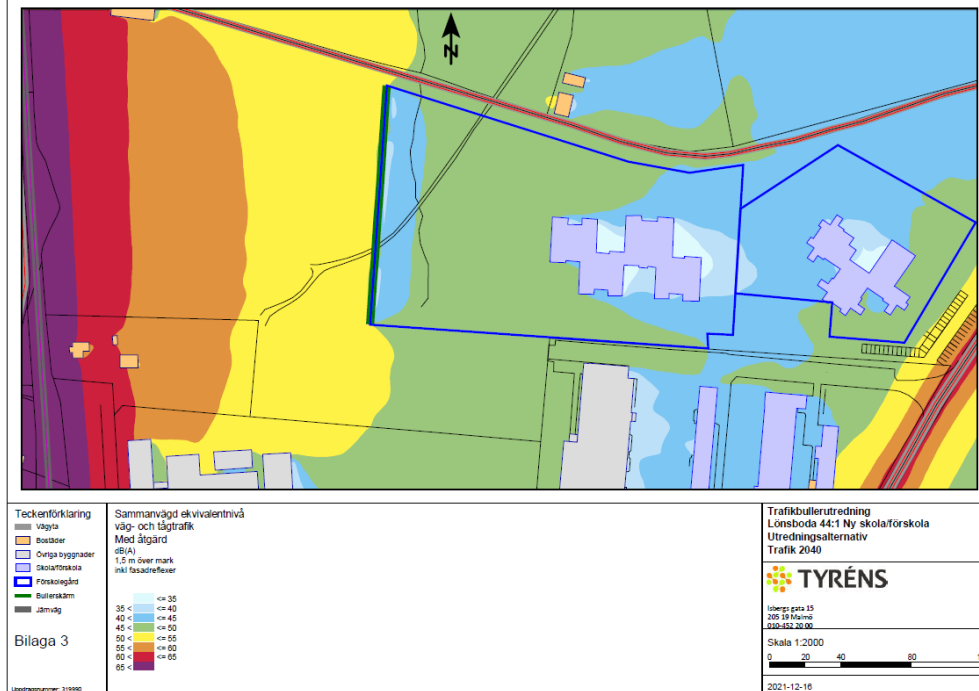 N
Teckenförklaring
Vägyta
Bostäder
Övriga byggnader
Skola/förskola
Förskolegård
Bullerskärm
Järnväg
Bilaga 3
Uppdragsnummer: 319990
Sammanvägd ekvivalentnivå
väg- och tågtrafik
Med åtgärd
dB(A)
1,5 m över mark
inkl fasadreflexer
<= 35
35 < <= 40
40 < <= 45
45 < <= 50
50 < <= 55
55 < <= 60
60 < <= 65
65 <
Trafikbullerutredning
Lönsboda 44:1 Ny skola/förskola
Utredningsalternativ
Trafik 2040
TYRÉNS
Isbergs gata 15
205 19 Malmö
010-452 20 00
Skala 1:2000
0 20 40 80
2021-12-16